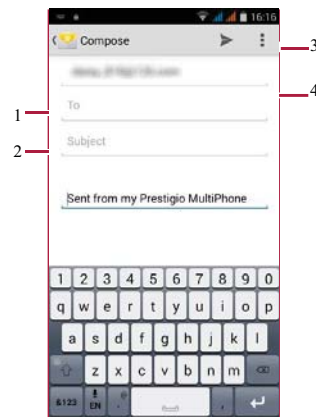 16:16
Compose
3
4
1
To
2
Subject
Sent from my Prestigio MultiPhone
1 2 3 4 5 6 7 8 9 0
q w e r t y u i o p
a s d f g h j k l
z x c v b n m
&123 EN . ,